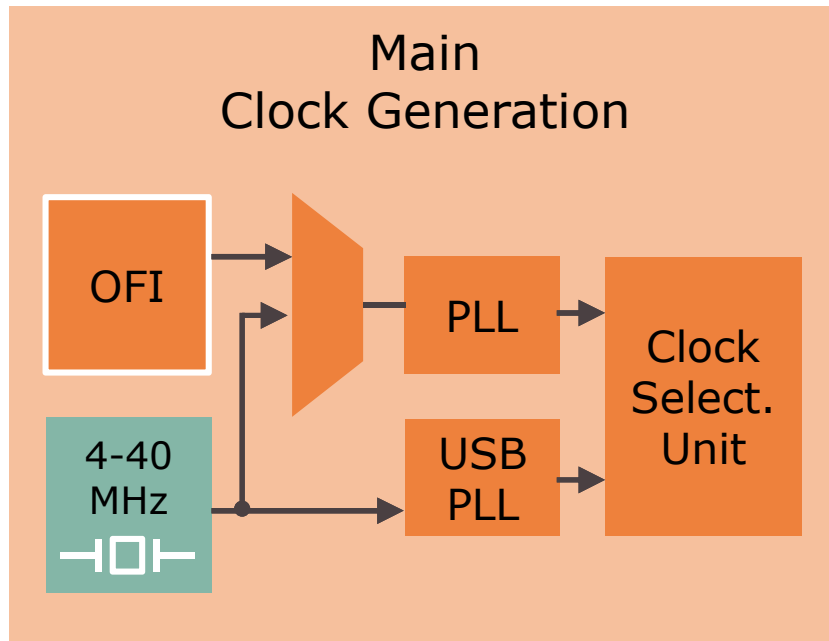 Main
Clock Generation
OFI
PLL
Clock
Select.
Unit
4-40
MHz
USB
PLL